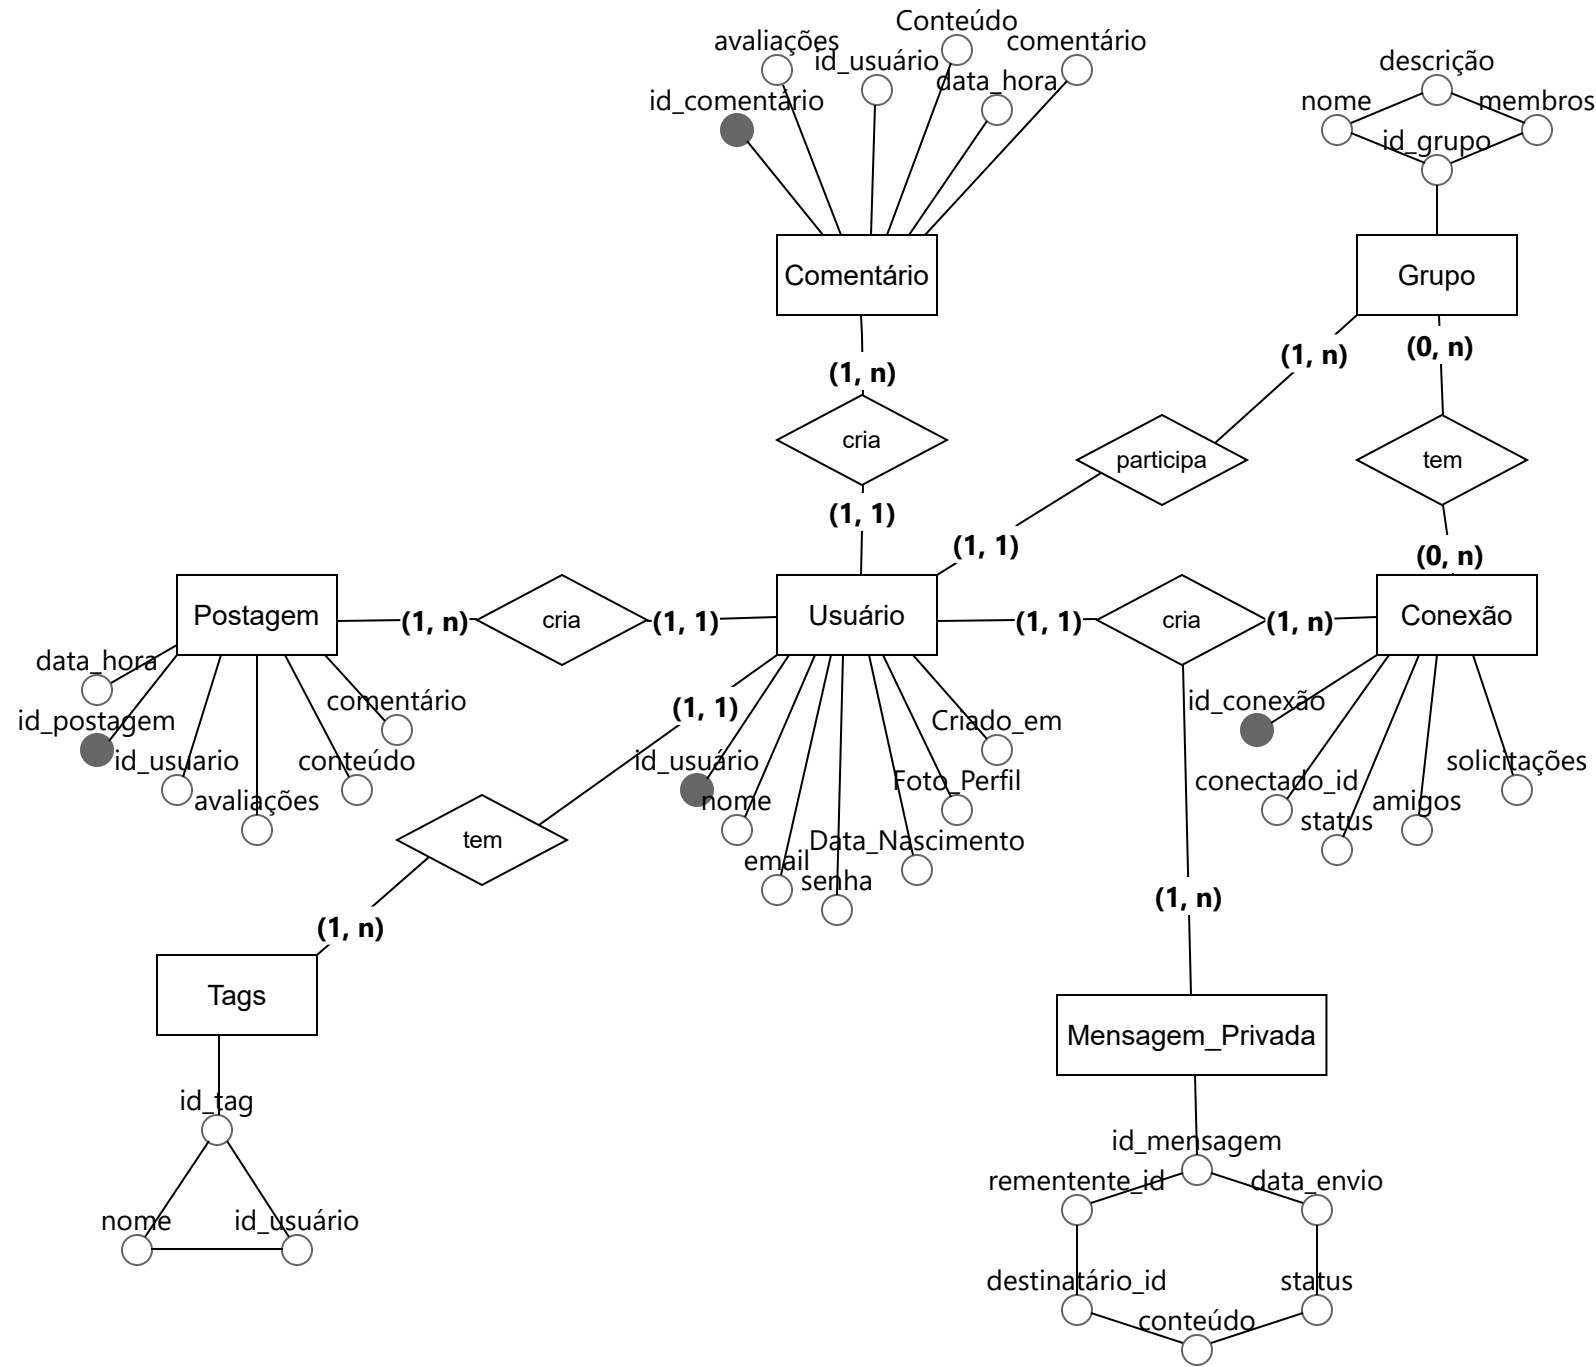 Conteúdo
avaliações
comentário
id_usuário
descrição
data_hora
id_comentário
nome
membros
id_grupo
Comentário
Grupo
(1, n)
(0, n)
(1, n)
cria
participa
tem
(1, 1)
(1, 1)
(0, n)
Postagem
(1, n)
cria
(1, 1)
Usuário
(1, 1)
cria
(1, n)
Conexão
data_hora
comentário
id_conexão
(1, 1)
id_postagem
Criado_em
id_usuario
conteúdo
id_usuário
solicitações
Foto_Perfil
conectado_id
avaliações
nome
amigos
status
tem
Data_Nascimento
email
senha
(1, n)
(1, n)
Tags
Mensagem_Privada
id_tag
id_mensagem
rementente_id
data_envio
nome
id_usuário
destinatário_id
status
conteúdo